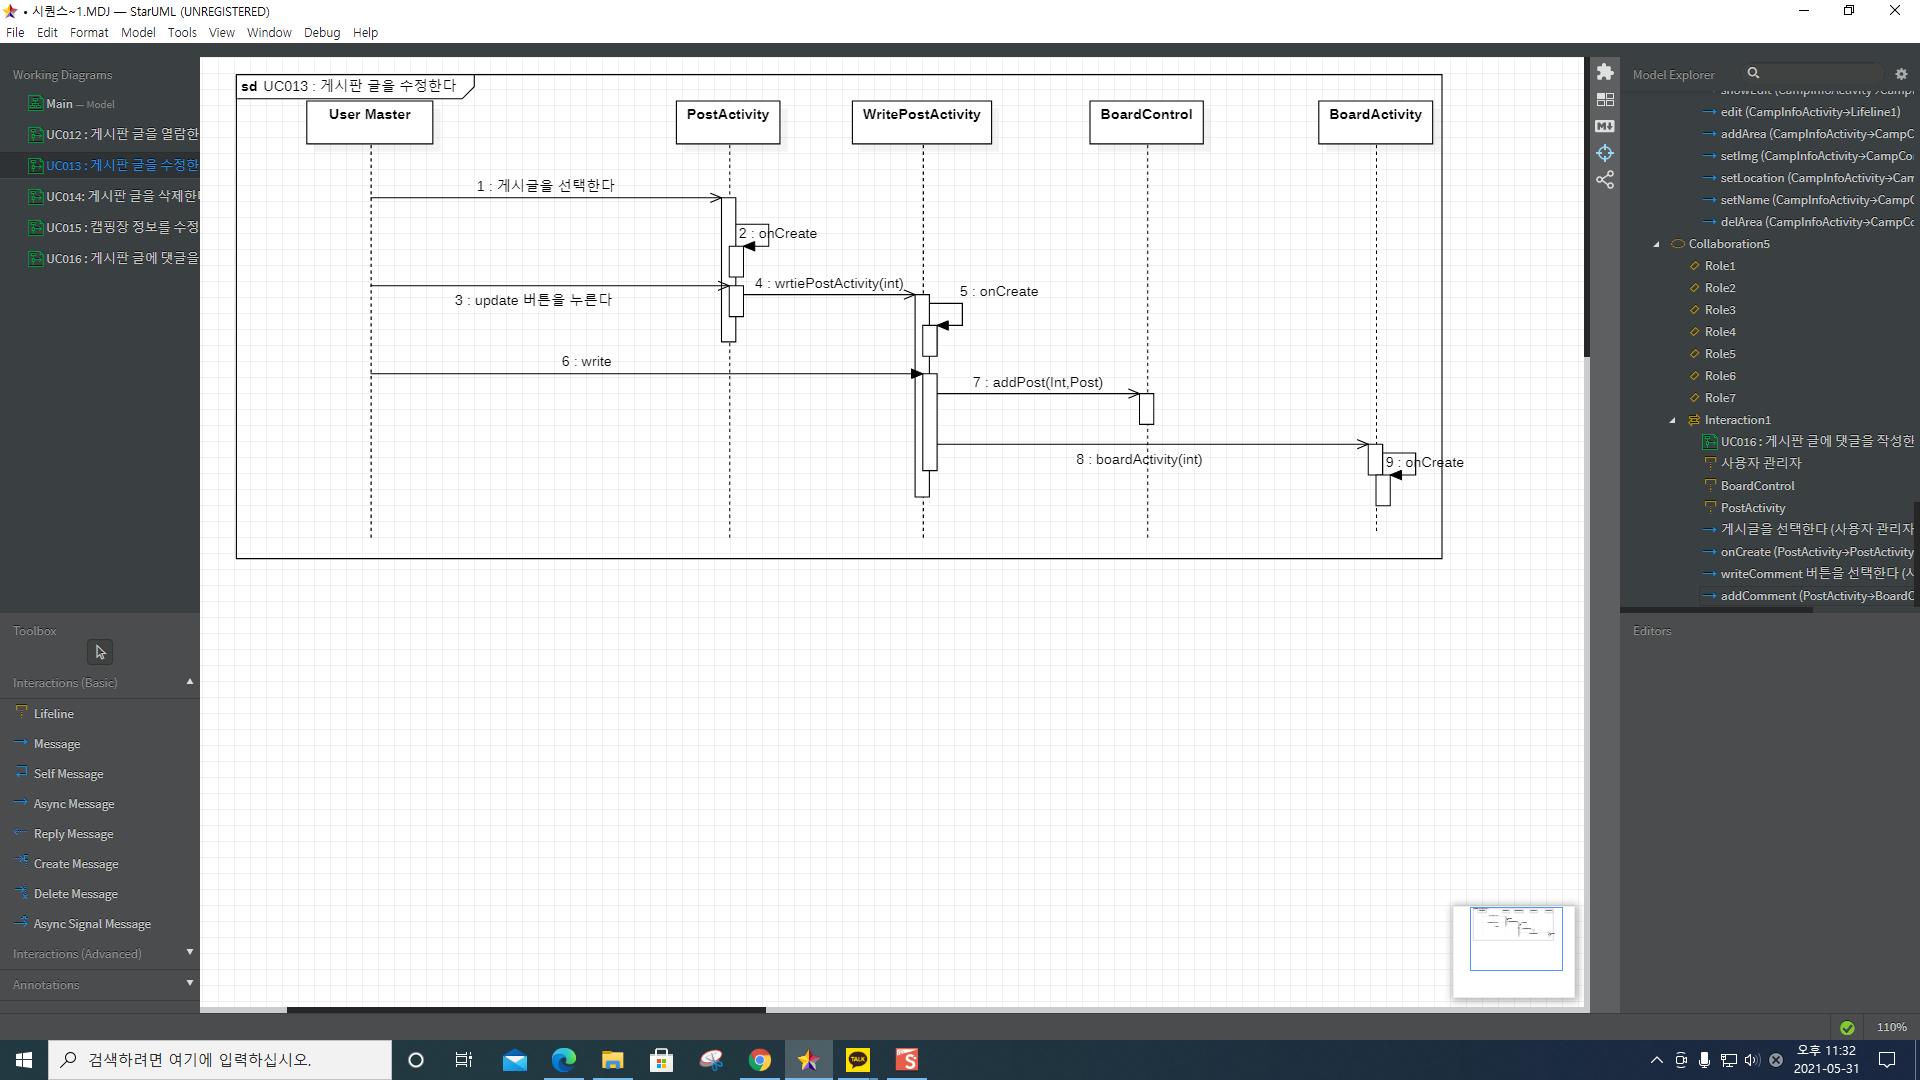 • 시퀀스~1.MDJ — StarUML (UNREGISTERED)
File Edit Format Model Tools View Window Debug Help
Working Diagrams
Main — Model
UC012 : 게시판 글을 열람한
UC013 : 게시판 글을 수정한
UC014: 게시판 글을 삭제한
UC015 : 캠핑장 정보를 수정
UC016 : 게시판 글에 댓글을
Toolbox
Interactions (Basic)
Lifeline
Message
Self Message
Async Message
Reply Message
Create Message
Delete Message
Async Signal Message
Interactions (Advanced)
Annotations
sd UC013 : 게시판 글을 수정한다
User Master
PostActivity
WritePostActivity
BoardControl
BoardActivity
1 : 게시글을 선택한다
2 : onCreate
3 : update 버튼을 누른다
4 : wrtiePostActivity(int)
5 : onCreate
6 : write
7 : addPost(Int,Post)
8 : boardActivity(int)
9 : onCreate
Model Explorer
showEdit (CampInfoActivity→Camp
edit (CampInfoActivity→Lifeline1)
addArea (CampInfoActivity→CampC
setImg (CampInfoActivity→CampCo
setLocation (CampInfoActivity→Cam
setName (CampInfoActivity→CampC
delArea (CampInfoActivity→CampCo
Collaboration5
Role1
Role2
Role3
Role4
Role5
Role6
Role7
Interaction1
UC016 : 게시판 글에 댓글을 작성한
사용자 관리자
BoardControl
PostActivity
게시글을 선택한다 (사용자 관리자
onCreate (PostActivity→PostActivity
writeComment 버튼을 선택한다 (사
addComment (PostActivity→BoardC
Editors
110%
검색하려면 여기에 입력하십시오.
TALK
오후 11:32
2021-05-31